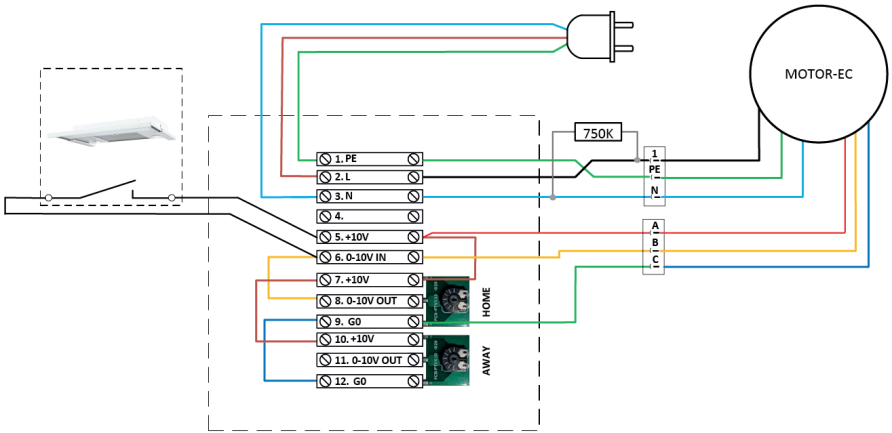 MOTOR-EC
750K
1. PE
2. L
3. N
4.
5. +10V
6. 0-10V IN
7. +10V
8. 0-10V OUT
9. G0
10. +10V
11. 0-10V OUT
12. G0
HOME
AWAY
1
PE
N
A
B
C